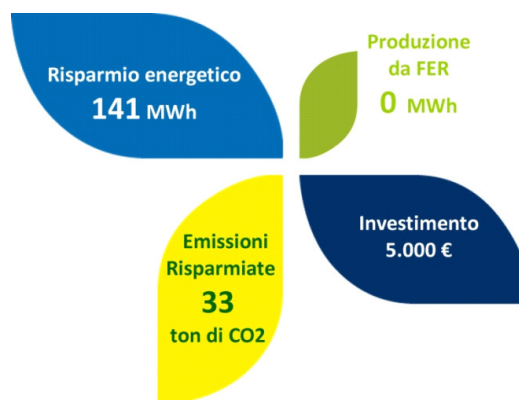 Risparmio energetico
141 MWh
Produzione
da FER
0 MWh
Emissioni
Risparmiate
33
ton di CO2
Investimento
5.000 €